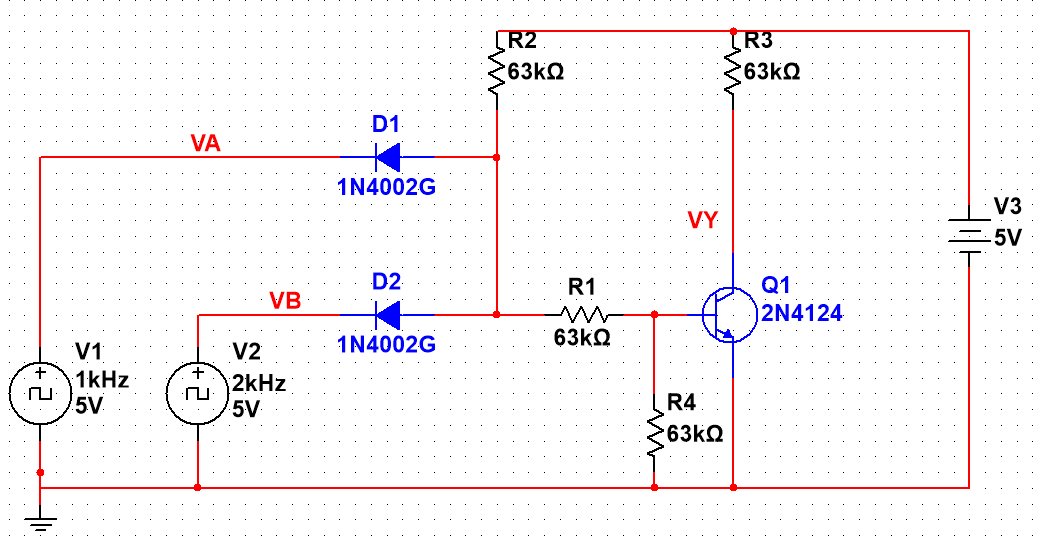 R2
63kΩ
R3
63kΩ
D1
VA
1N4002G
V3
5V
VY
D2
VB
1N4002G
R1
63kΩ
Q1
2N4124
V1
1kHz
5V
V2
2kHz
5V
R4
63kΩ